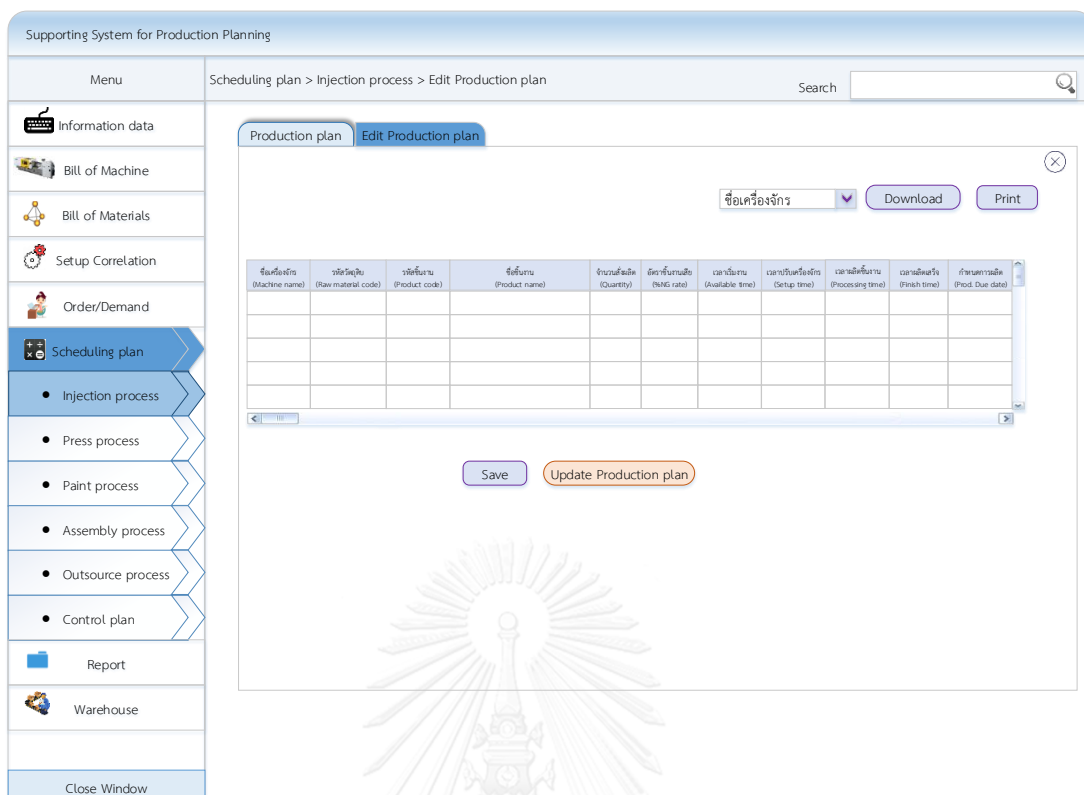 Supporting System for Production Planning
Menu
Scheduling plan > Injection process > Edit Production plan
Search
Information data
Bill of Machine
Bill of Materials
Setup Correlation
Order/Demand
Scheduling plan
Injection process
Press process
Paint process
Assembly process
Outsource process
Control plan
Report
Warehouse
Close Window
Production plan
Edit Production plan
ชื่อเครื่องจักร
Download
Print
ชื่อเครื่องจักร
(Machine name)
รหัสวัตถุดิบ
(Raw material code)
รหัสชิ้นงาน
(Product code)
ชื่อชิ้นงาน
(Product name)
จำนวนสั่งผลิต
(Quantity)
อัตราชิ้นงานเสีย
(%NG rate)
เวลาเริ่มงาน
(Available time)
เวลาปรับเครื่องจักร
(Setup time)
เวลาผลิตชิ้นงาน
(Processing time)
เวลาผลิตเสร็จ
(Finish time)
กำหนดการผลิต
(Prod. Due date)
Save
Update Production plan